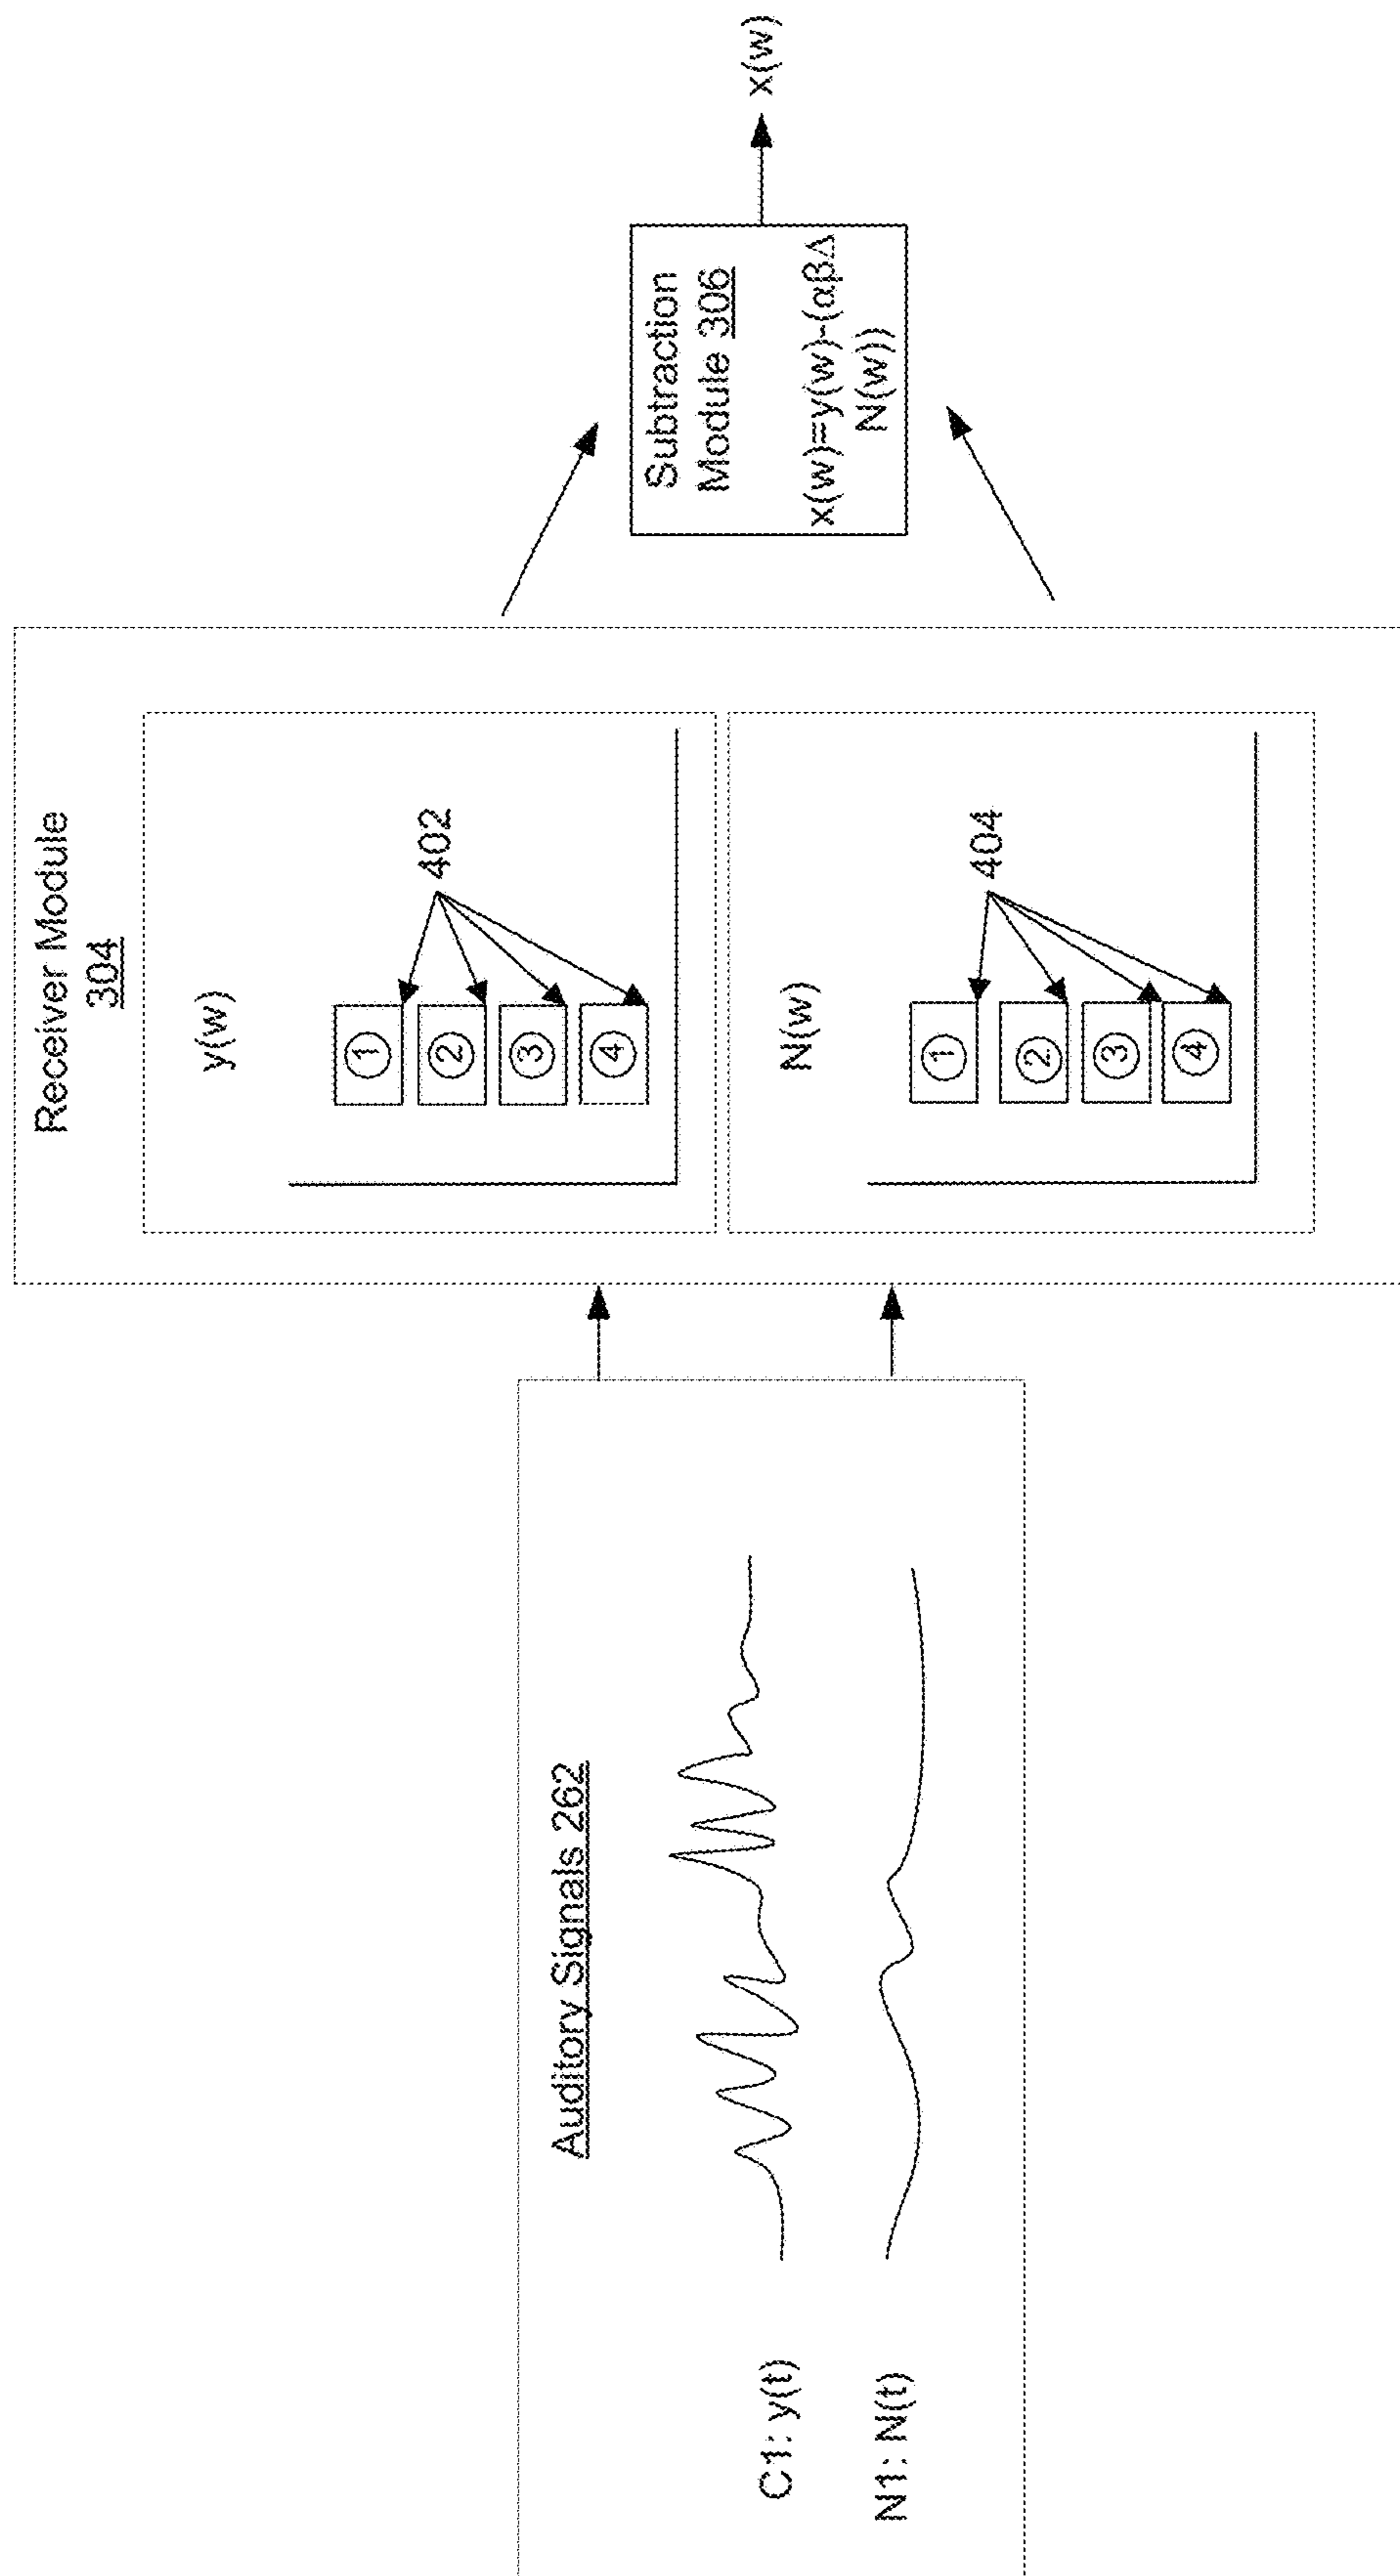 Auditory Signals 262
C1: y(t)
N1: N(t)
Receiver Module
304
y(w)
①
②
③
④
402
N(w)
①
②
③
④
404
Subtraction
Module 306
x(w)=y(w)-(αβΔ
N(w))
x(w)